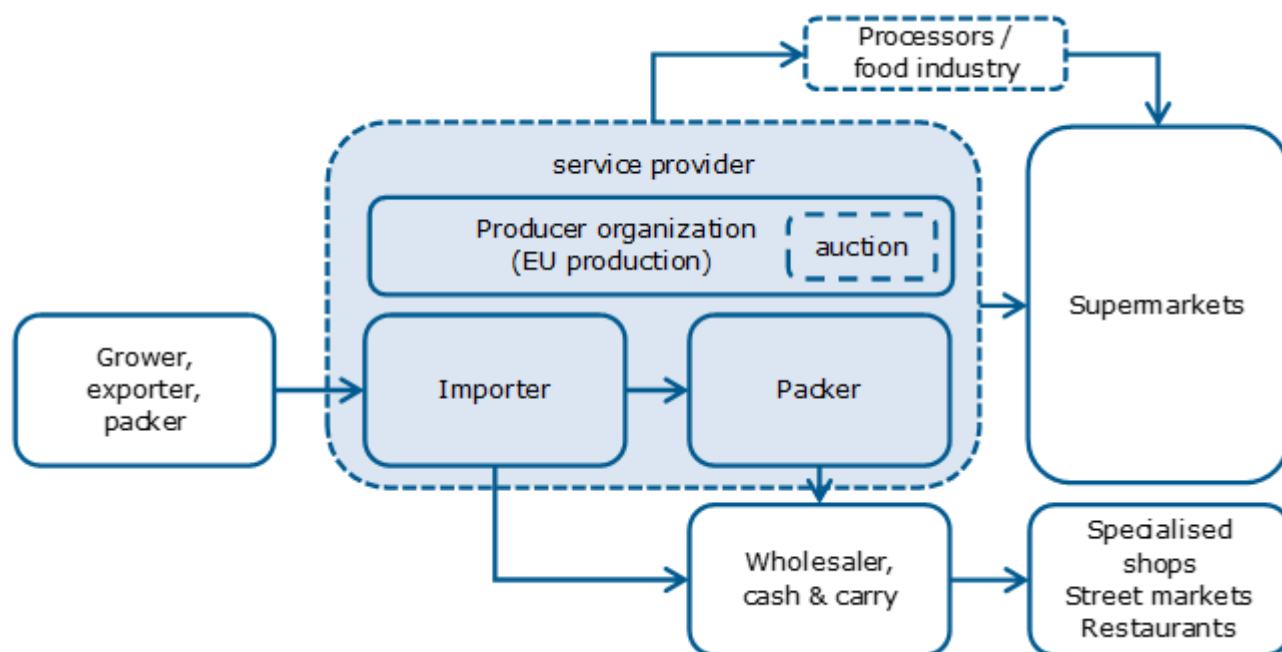 Processors /
food industry
service provider
Producer organization
(EU production)
auction
Supermarkets
Grower,
exporter,
packer
Importer
Packer
Wholesaler,
cash & carry
Specialised
shops
Street markets
Restaurants